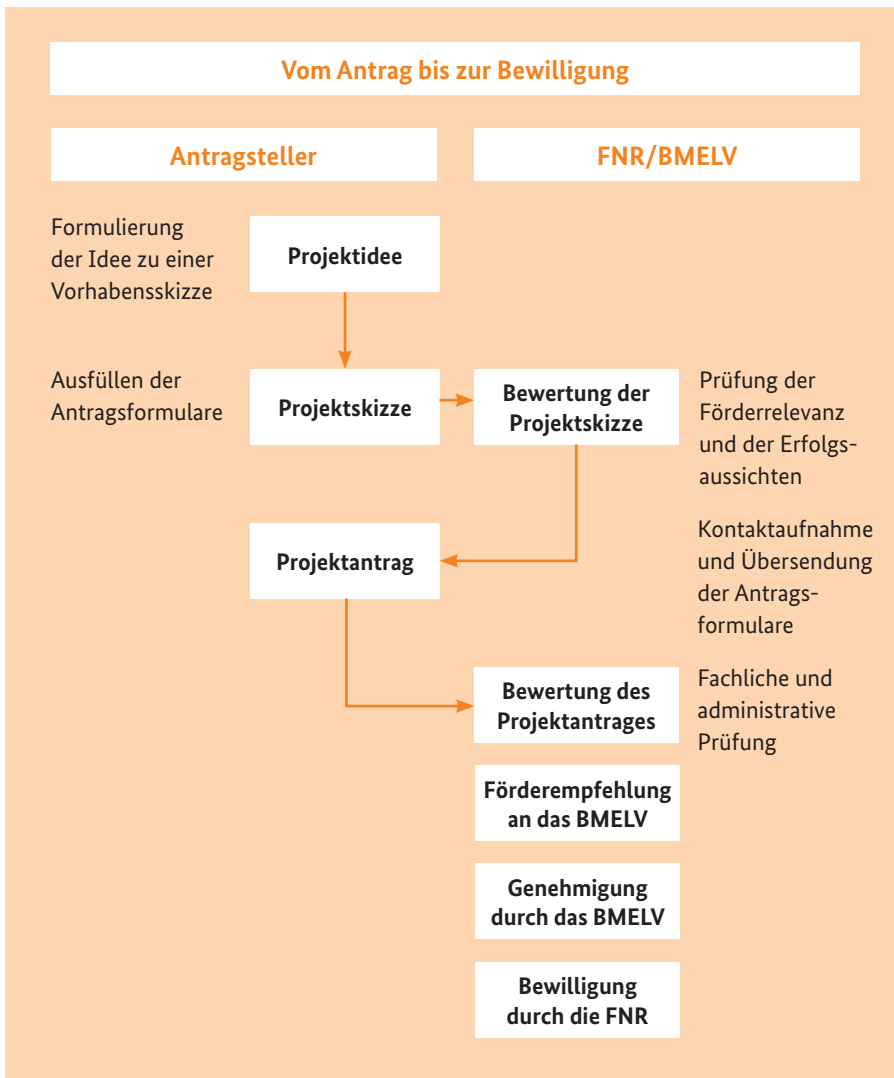 Vom Antrag bis zur Bewilligung
Antragsteller
FNR/BMELV
Formulierung
der Idee zu einer
Vorhabensskizze
Projektidee
Ausfüllen der
Antragsformulare
Projektskizze
Bewertung der
Projektskizze
Prüfung der
Förderrelevanz
und der Erfolgs-
aussichten
Projektantrag
Kontaktaufnahme
und Übersendung
der Antrags-
formulare
Bewertung des
Projektantrages
Fachliche und
administrative
Prüfung
Förderempfehlung
an das BMELV
Genehmigung
durch das BMELV
Bewilligung
durch die FNR